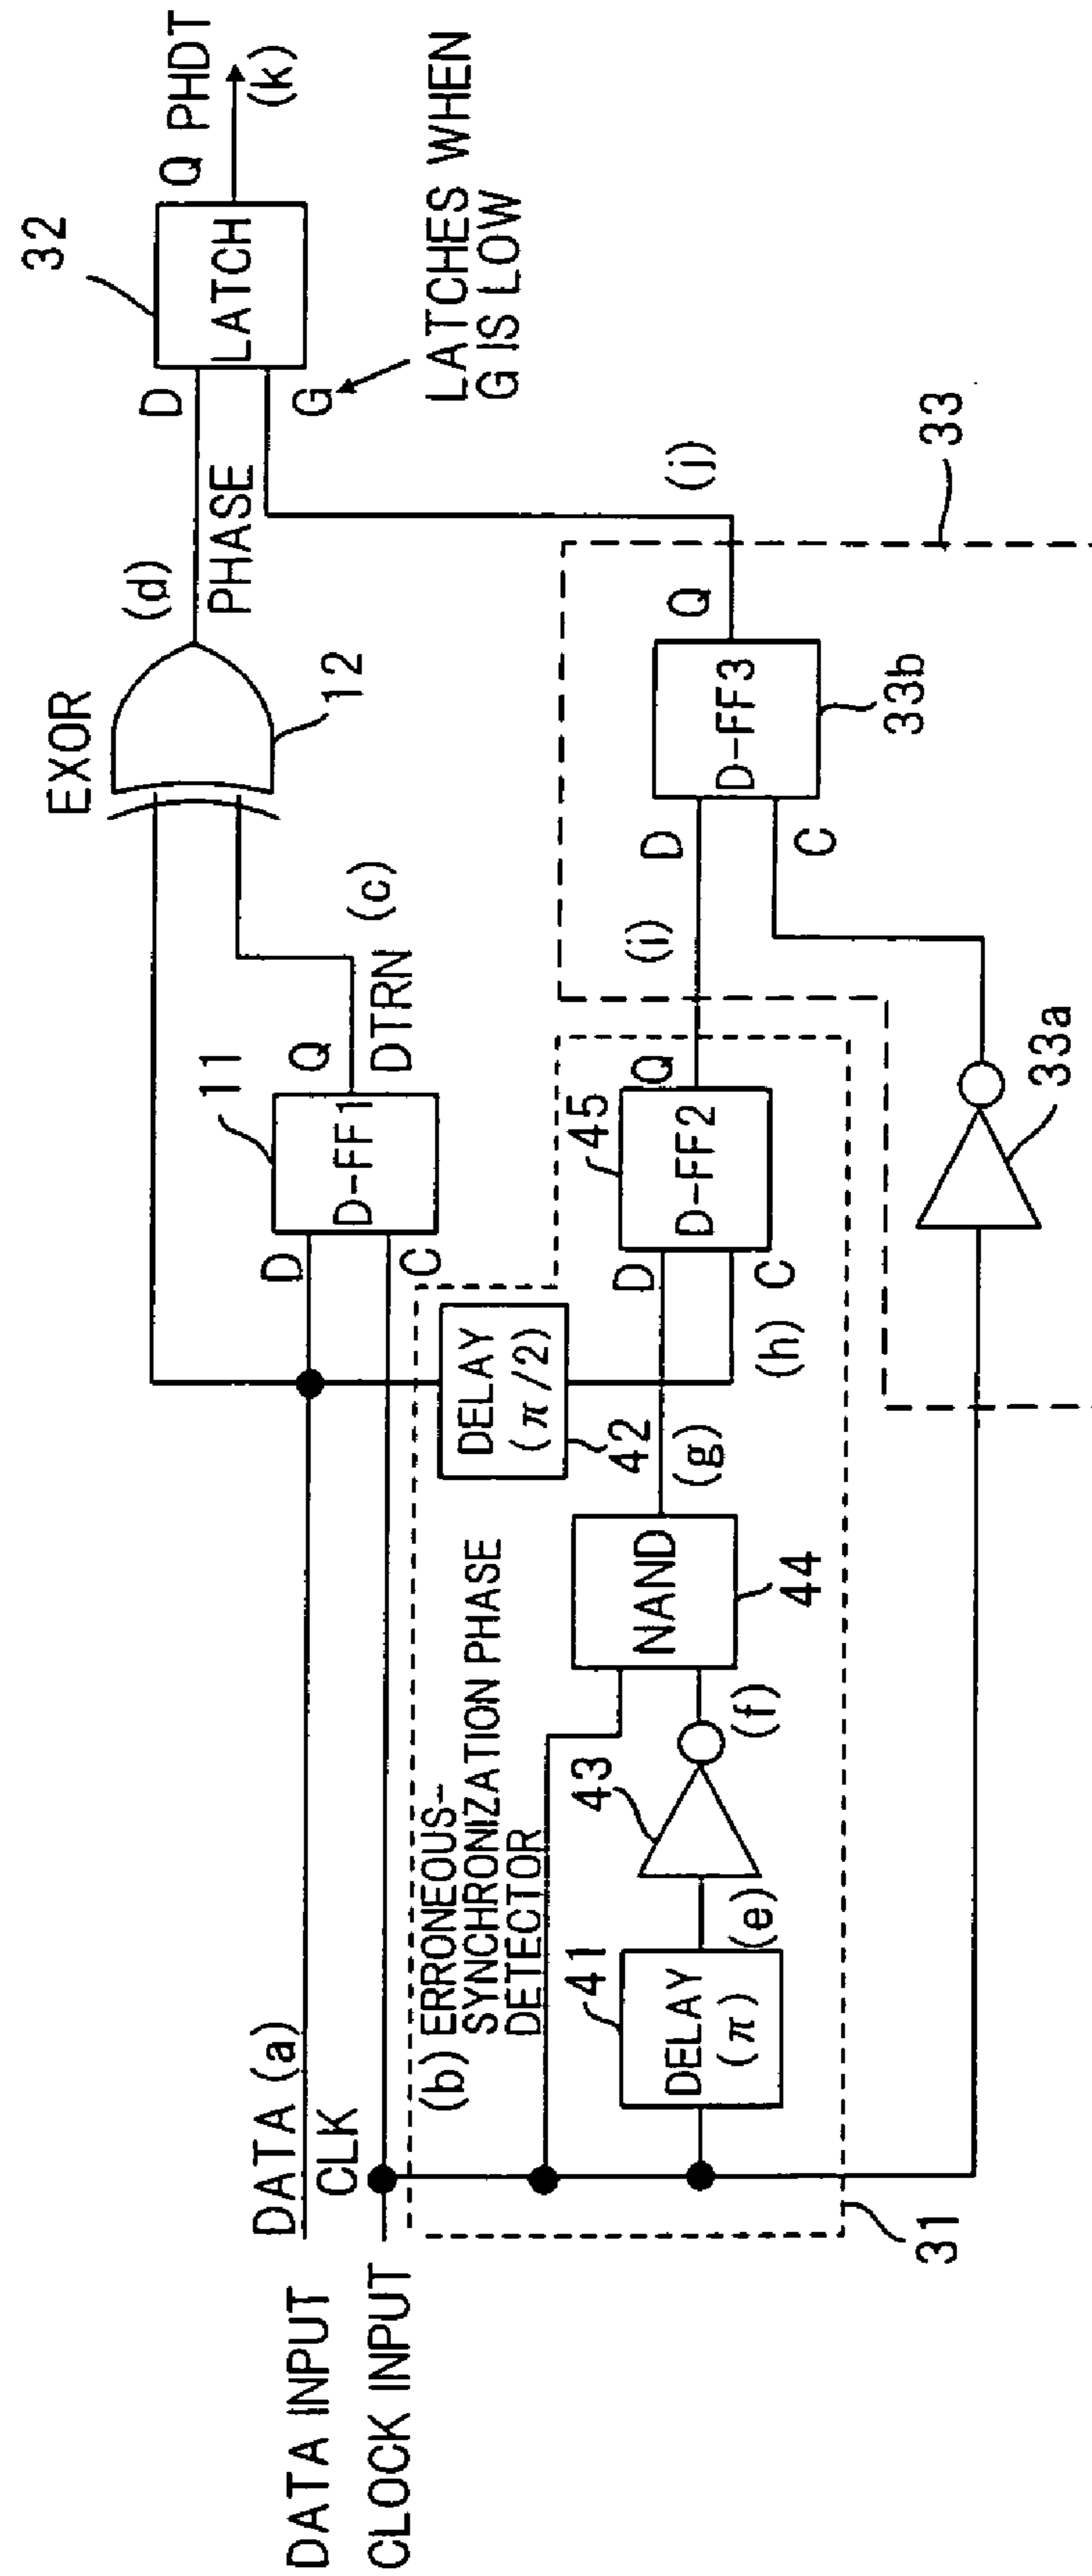 DATA INPUT
DATA (a)
CLOCK INPUT
CLK
(b) ERRONEOUS-
SYNCHRONIZATION PHASE
DETECTOR
31
41
DELAY
(π)
(e)
43
(f)
NAND
44
(g)
DELAY
(π/2)
42
(h)
D
C
11
D-FF1
Q
DTRN (c)
D
C
45
D-FF2
Q
(i)
33a
EXOR
12
(d)
PHASE
D
C
D-FF3
Q
33b
33
(j)
D
G
LATCH
32
Q PHDT
(k)
LATCHES WHEN
G IS LOW